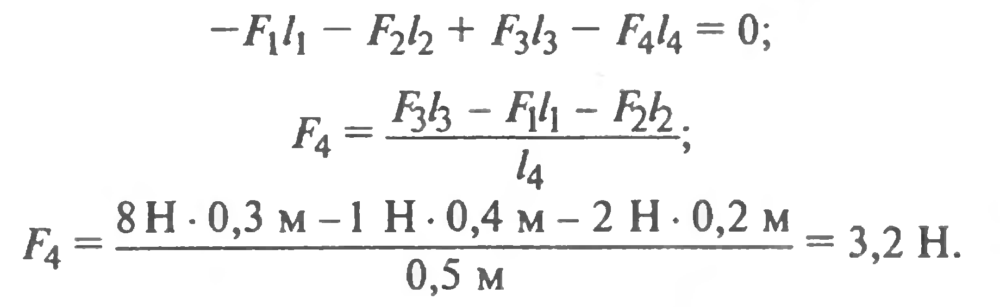 −F₁l₁ − F₂l₂ + F₃l₃ − F₄l₄ = 0;
F₄ = (F₃l₃ − F₁l₁ − F₂l₂) / l₄;
F₄ = (8 Н · 0,3 м − 1 Н · 0,4 м − 2 Н · 0,2 м) / 0,5 м = 3,2 Н.